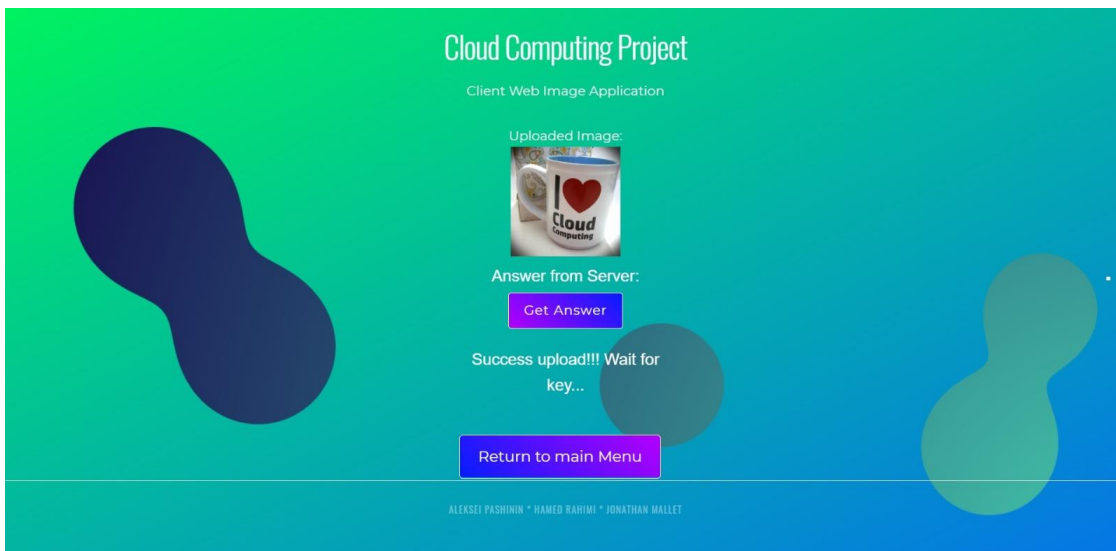 Cloud Computing Project
Client Web Image Application
Uploaded Image:
I
Cloud
Computing
Answer from Server:
Get Answer
Success upload!!! Wait for
key...
Return to main Menu
ALEKSEI PASHININ * HAMED RAHIMI * JONATHAN MALLET